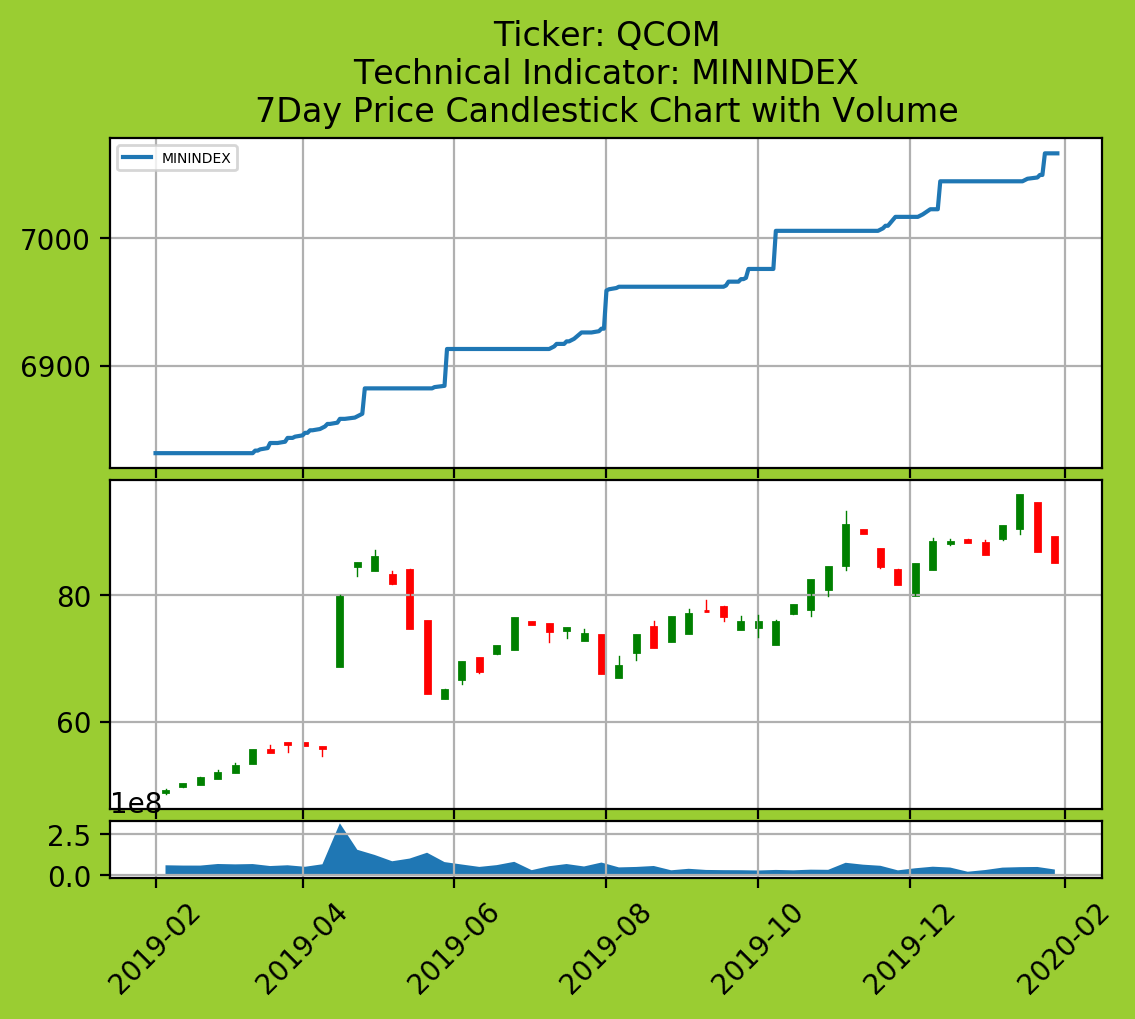 Ticker: QCOM
Technical Indicator: MININDEX
7Day Price Candlestick Chart with Volume
MININDEX
7000
6900
80
60
1e8
2.5
0.0
2019-02
2019-04
2019-06
2019-08
2019-10
2019-12
2020-02